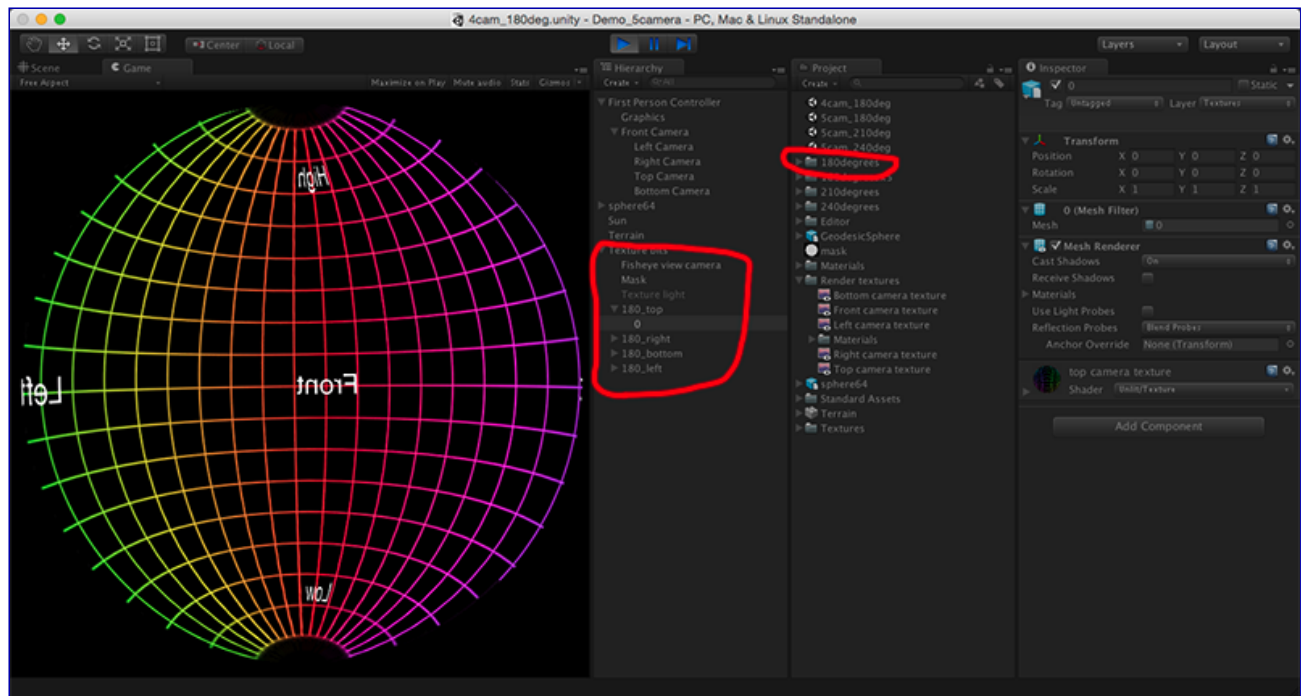 4cam_180deg.unity - Demo_5camera - PC, Mac & Linux Standalone
Center Local
Layers Layout
Scene Game
Free Aspect Maximize on Play Mute audio Stats Gizmos
High
Left Front
Low
Hierarchy
Create All
First Person Controller
Graphics
Front Camera
Left Camera
Right Camera
Top Camera
Bottom Camera
sphere64
Sun
Terrain
Texture bits
Fisheye view camera
Mask
Texture light
180_top
0
180_right
180_bottom
180_left
Project
Create
4cam_180deg
5cam_180deg
5cam_210deg
5cam_240deg
180degrees
210degrees
240degrees
Editor
GeodesicSphere
mask
Materials
Render textures
Bottom camera texture
Front camera texture
Left camera texture
Materials
Right camera texture
Top camera texture
sphere64
Standard Assets
Terrain
Textures
Inspector
0 Static
Tag Untagged Layer Textures
Transform
Position X 0 Y 0 Z 0
Rotation X 0 Y 0 Z 0
Scale X 1 Y 1 Z 1
0 (Mesh Filter)
Mesh 0
Mesh Renderer
Cast Shadows On
Receive Shadows
Materials
Use Light Probes
Reflection Probes Blend Probes
Anchor Override None (Transform)
top camera texture
Shader Unlit/Texture
Add Component